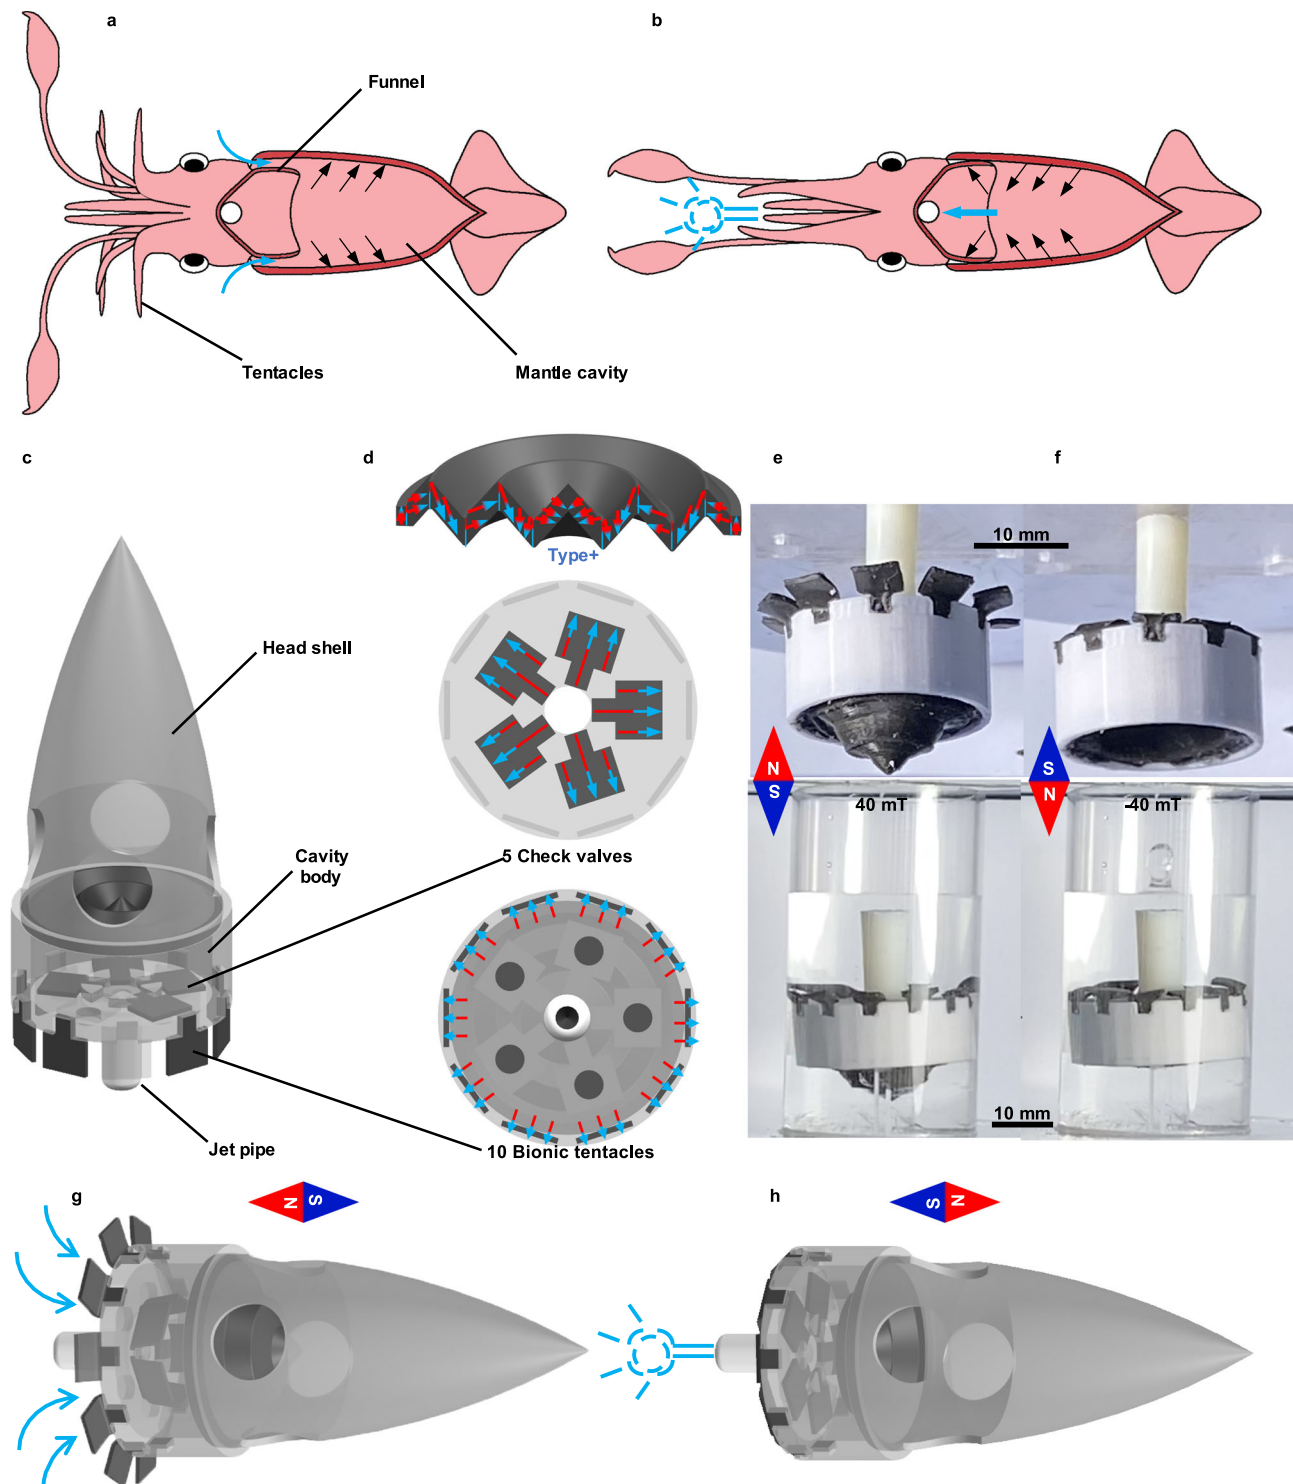 a
b
Funnel
Tentacles
Mantle cavity
c
d
e
f
Type+
10 mm
Head shell
N
S
S
N
40 mT
-40 mT
5 Check valves
Cavity
body
10 mm
Jet pipe
10 Bionic tentacles
g
N S
h
S N